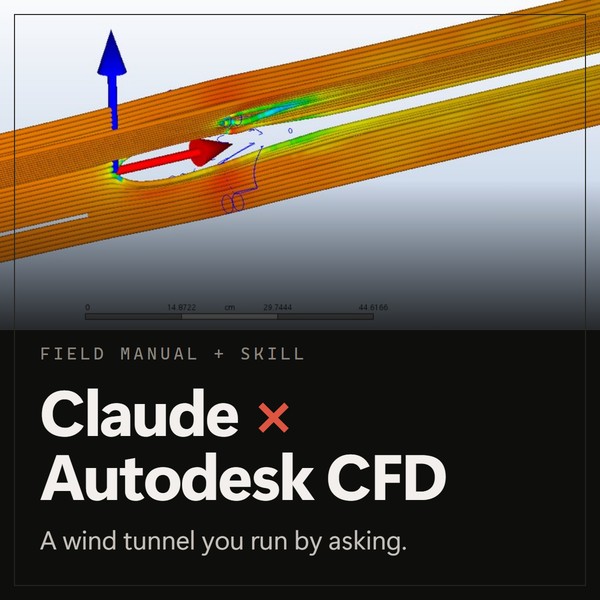 0 14.8722 cm 29.7444 44.6166
FIELD MANUAL + SKILL
Claude ×
Autodesk CFD
A wind tunnel you run by asking.